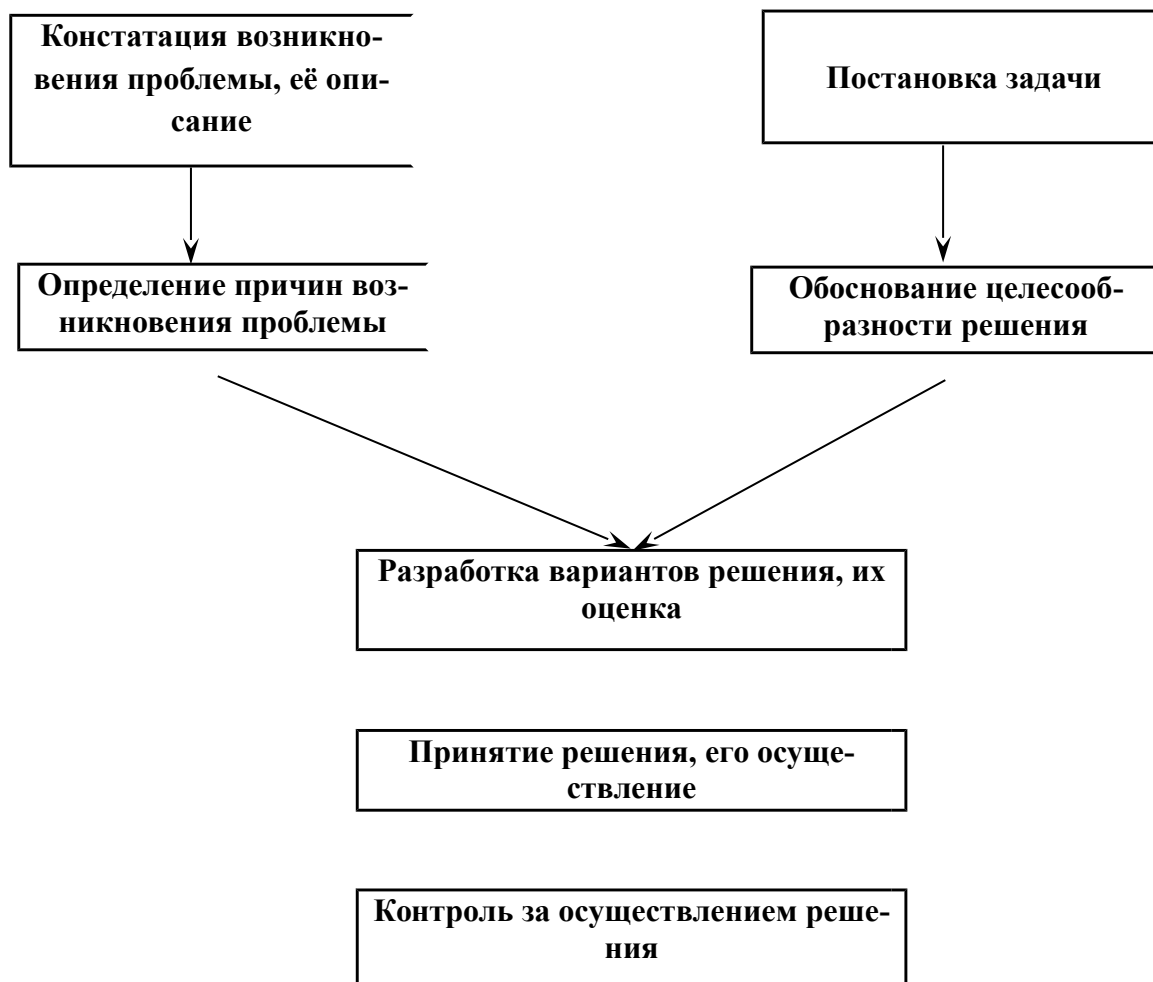 Констатация возникно-
вения проблемы, её опи-
сание
Постановка задачи
Определение причин воз-
никновения проблемы
Обоснование целесооб-
разности решения
Разработка вариантов решения, их
оценка
Принятие решения, его осуще-
ствление
Контроль за осуществлением реше-
ния